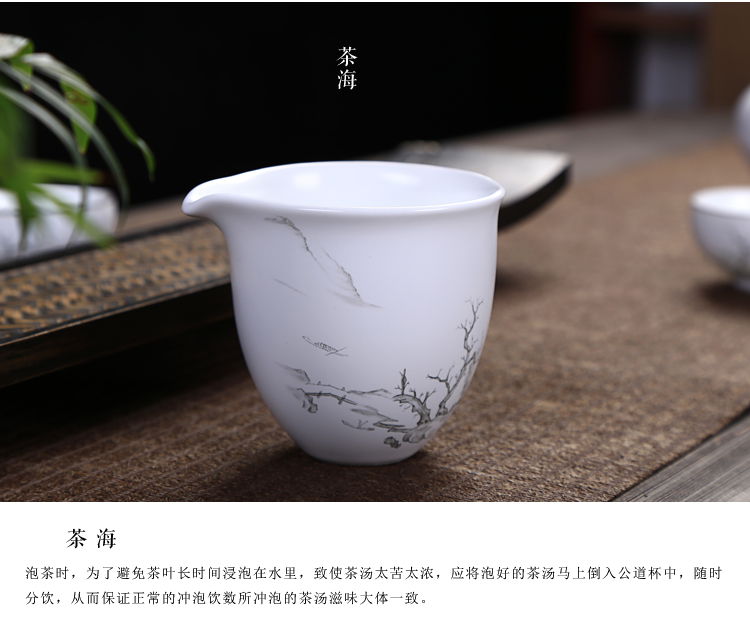 茶海
茶海
泡茶时，为了避免茶叶长时间浸泡在水里，致使茶汤太苦太浓，应将泡好的茶汤马上倒入公道杯中，随时
分饮，从而保证正常的冲泡饮数所冲泡的茶汤滋味大体一致。